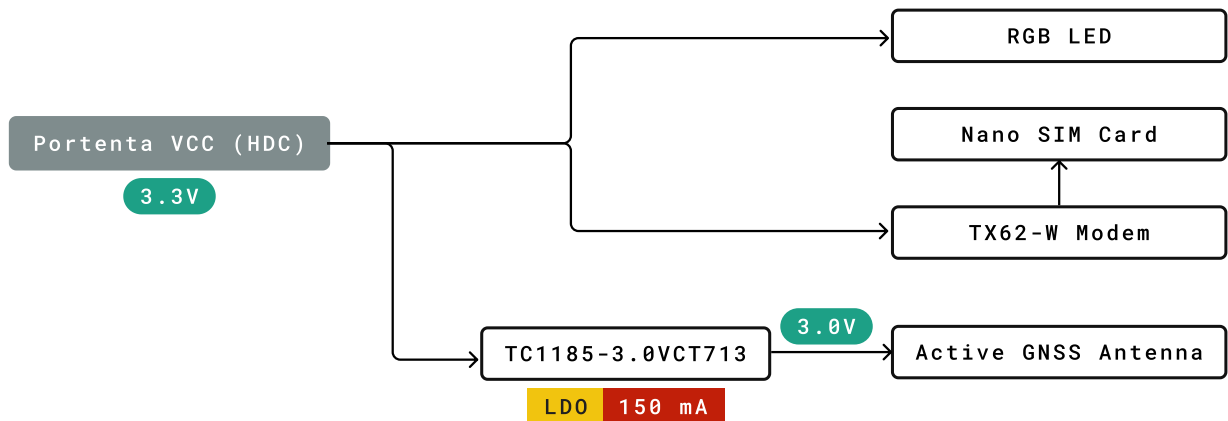 RGB LED
Nano SIM Card
Portenta VCC (HDC)
3.3V
TX62-W Modem
3.0V
TC1185-3.0VCT713
Active GNSS Antenna
LDO 150 mA